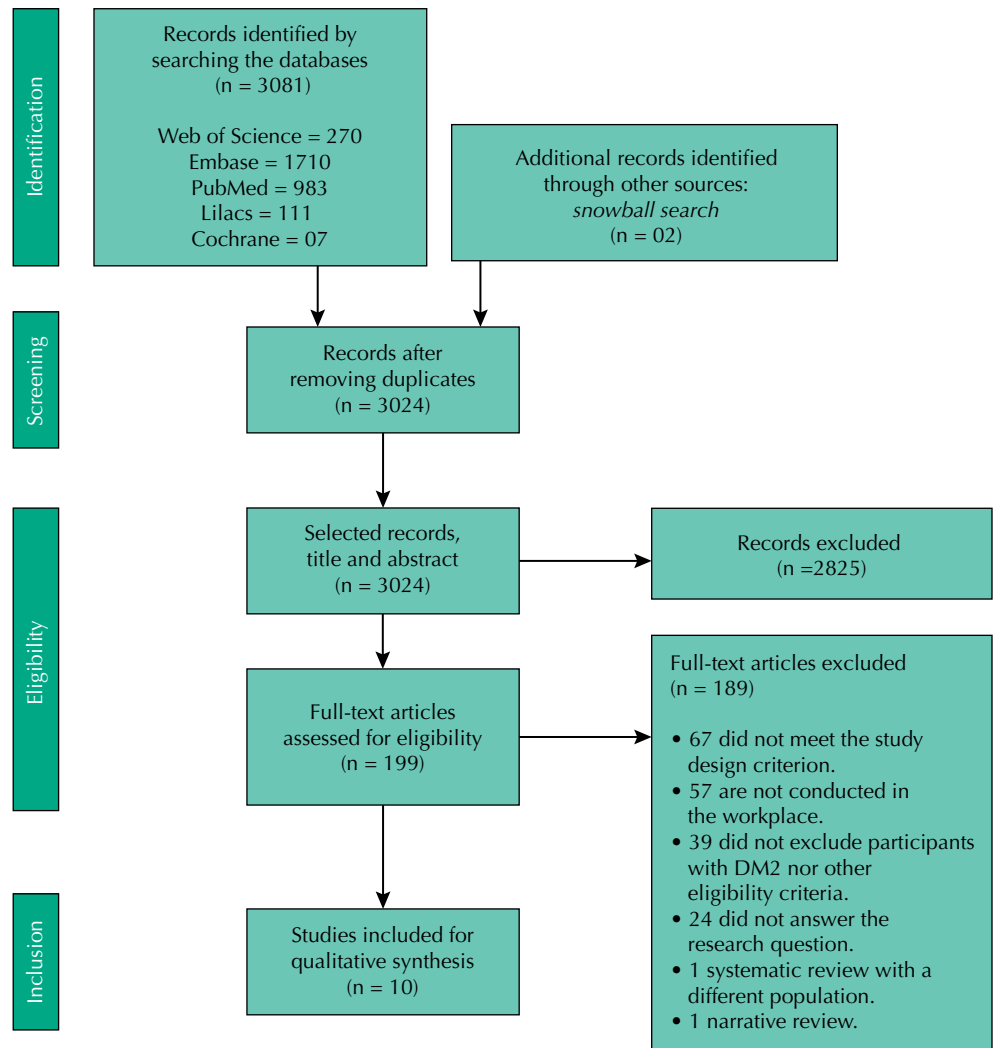 Identification
Records identified by
searching the databases
(n = 3081)
Web of Science = 270
Embase = 1710
PubMed = 983
Lilacs = 111
Cochrane = 07
Additional records identified
through other sources:
snowball search
(n = 02)
Screening
Records after
removing duplicates
(n = 3024)
Eligibility
Selected records,
title and abstract
(n = 3024)
Records excluded
(n =2825)
Full-text articles
assessed for eligibility
(n = 199)
Full-text articles excluded
(n = 189)
• 67 did not meet the study
design criterion.
• 57 are not conducted in
the workplace.
• 39 did not exclude participants
with DM2 nor other
eligibility criteria.
• 24 did not answer the
research question.
• 1 systematic review with a
different population.
• 1 narrative review.
Inclusion
Studies included for
qualitative synthesis
(n = 10)